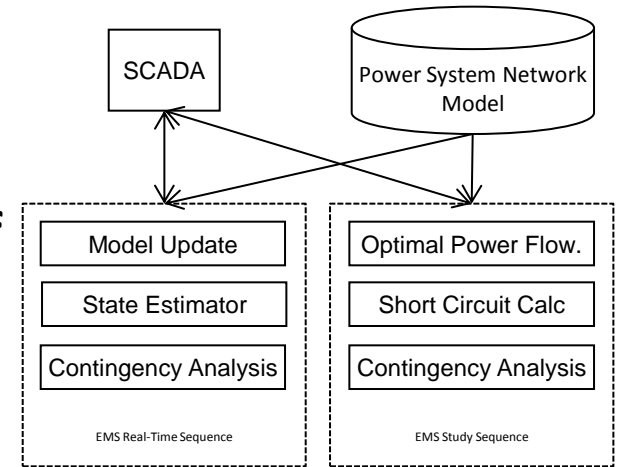 SCADA
Power System Network
Model
Model Update
State Estimator
Contingency Analysis
EMS Real-Time Sequence
Optimal Power Flow.
Short Circuit Calc
Contingency Analysis
EMS Study Sequence